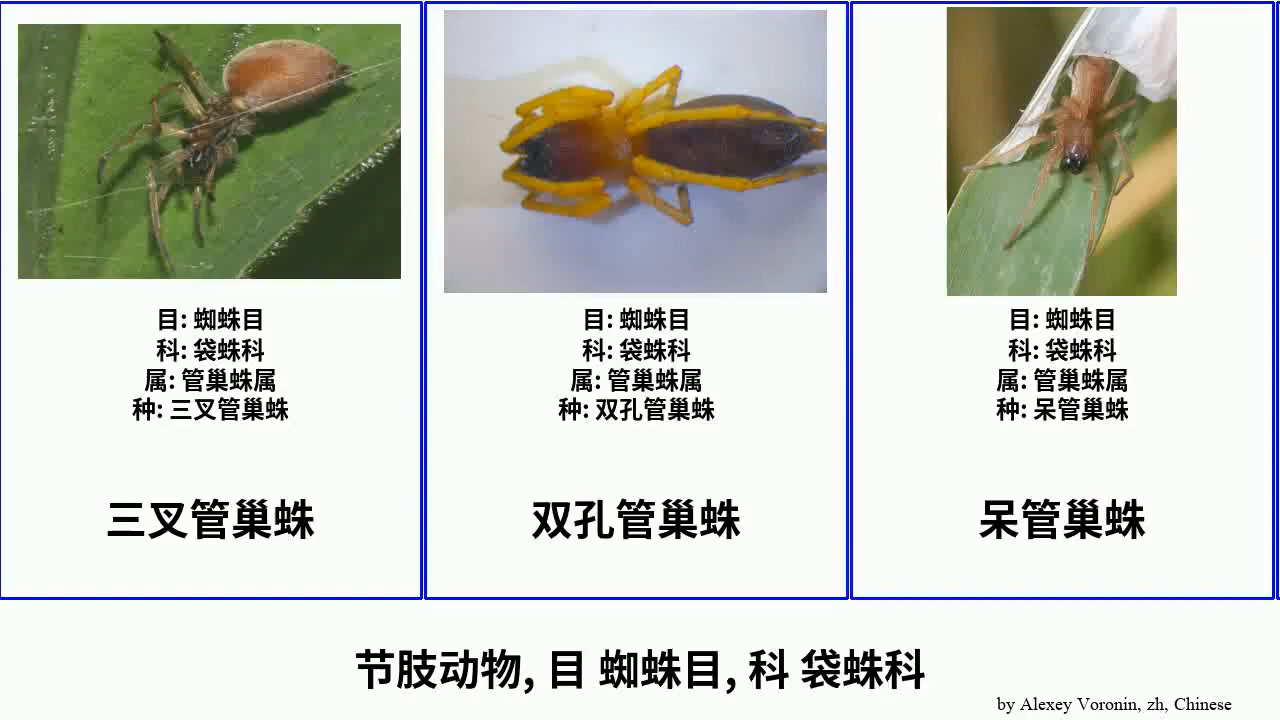 目: 蜘蛛目
科: 袋蛛科
属: 管巢蛛属
种: 三叉管巢蛛
三叉管巢蛛
目: 蜘蛛目
科: 袋蛛科
属: 管巢蛛属
种: 双孔管巢蛛
双孔管巢蛛
目: 蜘蛛目
科: 袋蛛科
属: 管巢蛛属
种: 呆管巢蛛
呆管巢蛛
节肢动物, 目 蜘蛛目, 科 袋蛛科
by Alexey Voronin, zh, Chinese